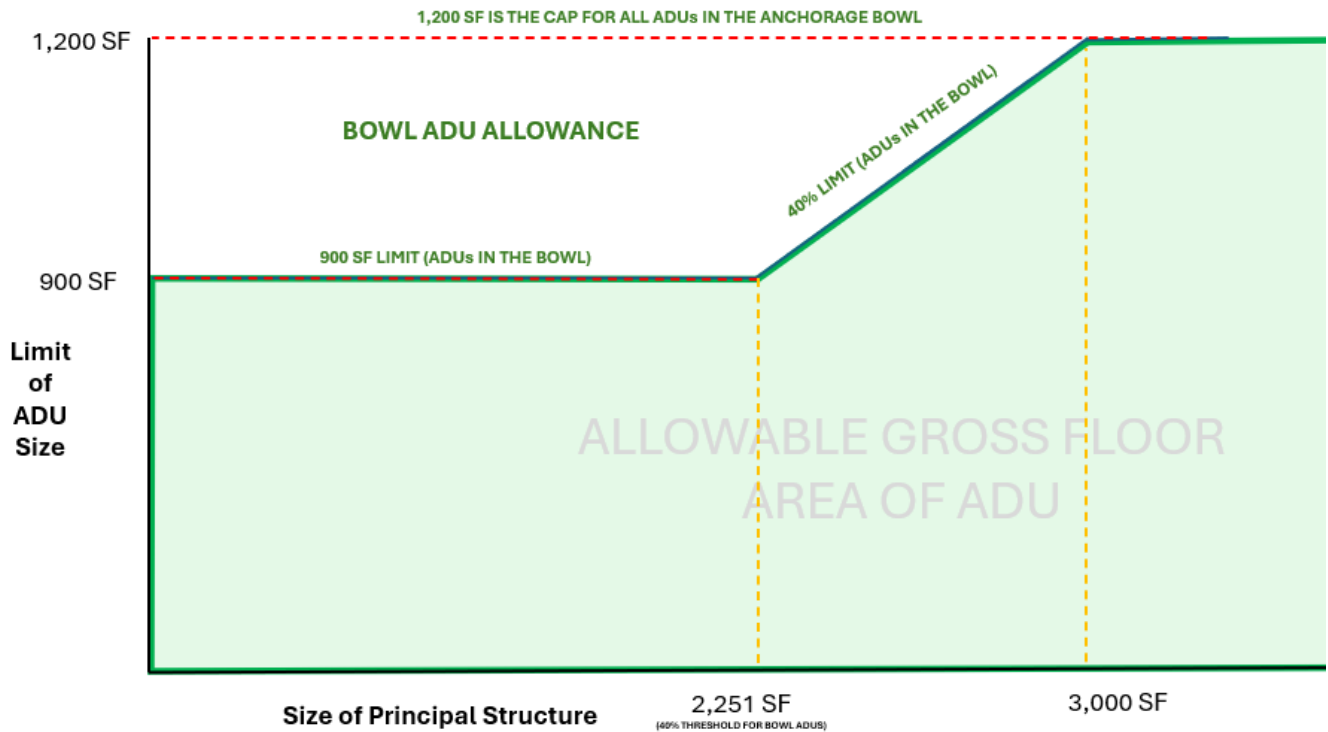 1,200 SF IS THE CAP FOR ALL ADUs IN THE ANCHORAGE BOWL
1,200 SF
BOWL ADU ALLOWANCE
40% LIMIT (ADUs IN THE BOWL)
900 SF LIMIT (ADUs IN THE BOWL)
900 SF
Limit
of
ADU
Size
ALLOWABLE GROSS FLOOR
AREA OF ADU
Size of Principal Structure
2,251 SF
(40% THRESHOLD FOR BOWL ADUS)
3,000 SF